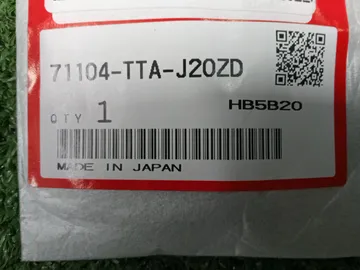 71104-TTA-J20ZD
QTY 1
HB5B20
MADE IN JAPAN